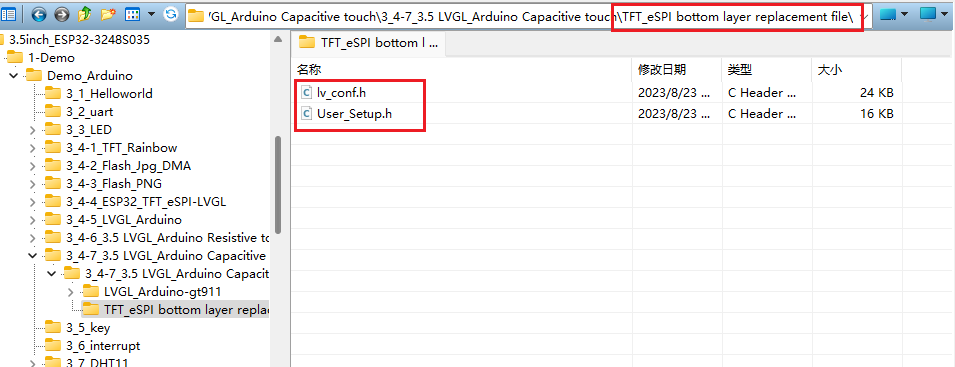 'GL_Arduino Capacitive touch\3_4-7_3.5 LVGL_Arduino Capacitive touch\TFT_eSPI bottom layer replacement file\
3.5inch_ESP32-3248S035
1-Demo
Demo_Arduino
3_1_Helloworld
3_2_uart
3_3_LED
3_4-1_TFT_Rainbow
3_4-2_Flash_Jpg_DMA
3_4-3_Flash_PNG
3_4-4_ESP32_TFT_eSPI-LVGL
3_4-5_LVGL_Arduino
3_4-6_3.5 LVGL_Arduino Resistive to
3_4-7_3.5 LVGL_Arduino Capacitive
3_4-7_3.5 LVGL_Arduino Capacit
LVGL_Arduino-gt911
TFT_eSPI bottom layer replac
3_5_key
3_6_interrupt
3_7_DHT11
TFT_eSPI bottom l ...
名称 修改日期 类型 大小
lv_conf.h 2023/8/23 ... C Header ... 24 KB
User_Setup.h 2023/8/23 ... C Header ... 16 KB